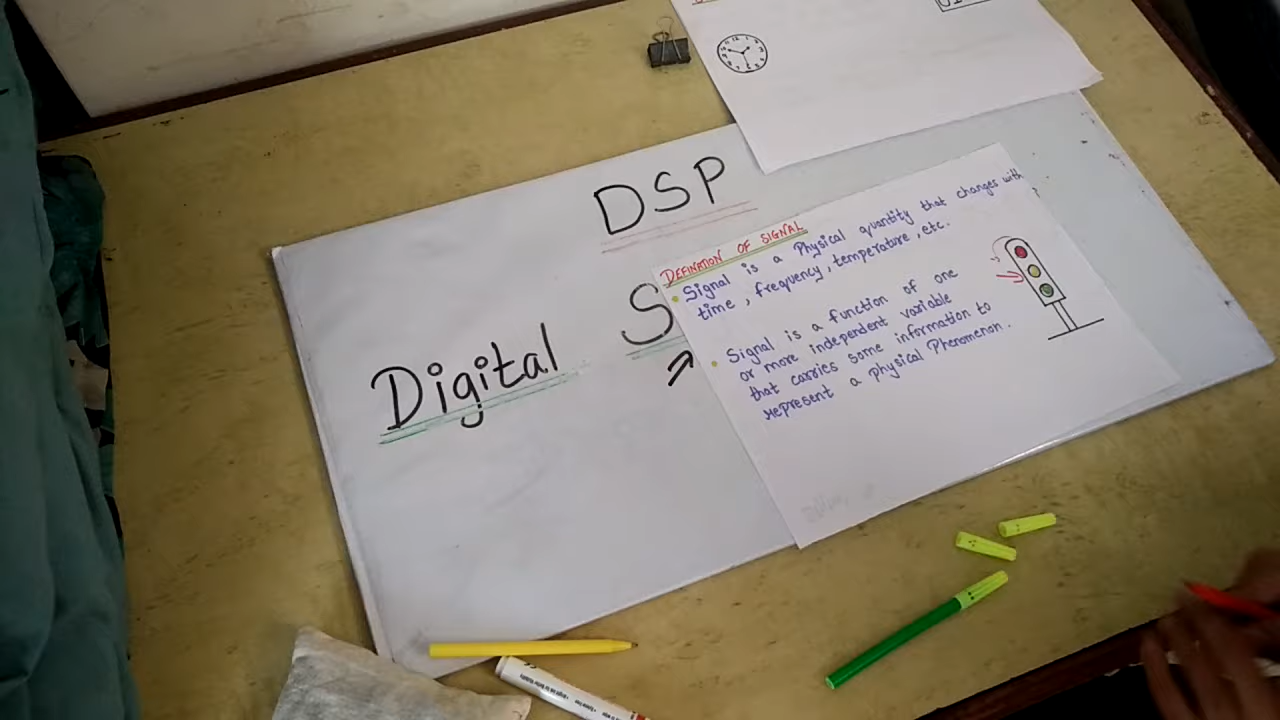 DSP
Digital S
DEFINATION OF SIGNAL
Signal is a Physical quantity that changes with
time, frequency, temperature, etc.
Signal is a function of one
or more independent variable
that carries some information to
represent a physical Phenomenon.